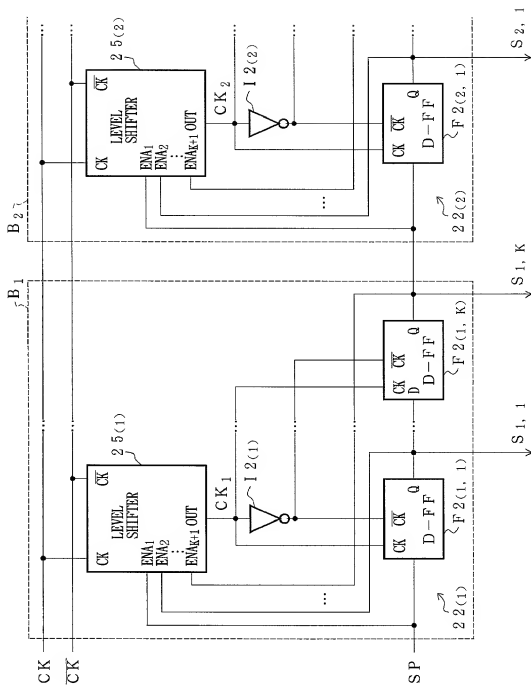 CK
CK
SP
B1
25(1)
CK
CK
LEVEL
SHIFTER
ENA1
ENA2
⋮
ENAK+1 OUT
CK1
I2(1)
...
CK CK
D-FF
Q
F2(1, 1)
22(1)
S1, 1
CK CK
D
D-FF
Q
F2(1, K)
S1, K
B2
25(2)
CK
CK
LEVEL
SHIFTER
ENA1
ENA2
⋮
ENAK+1 OUT
CK2
I2(2)
...
CK CK
D-FF
Q
F2(2, 1)
22(2)
S2, 1